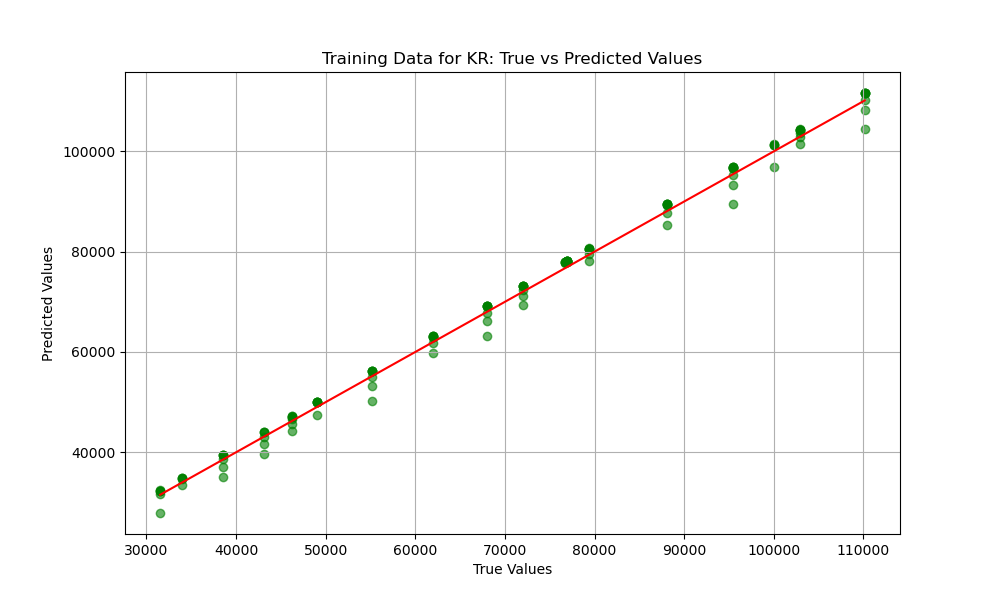 Training Data for KR: True vs Predicted Values
Predicted Values
100000
80000
60000
40000
30000 40000 50000 60000 70000 80000 90000 100000 110000
True Values